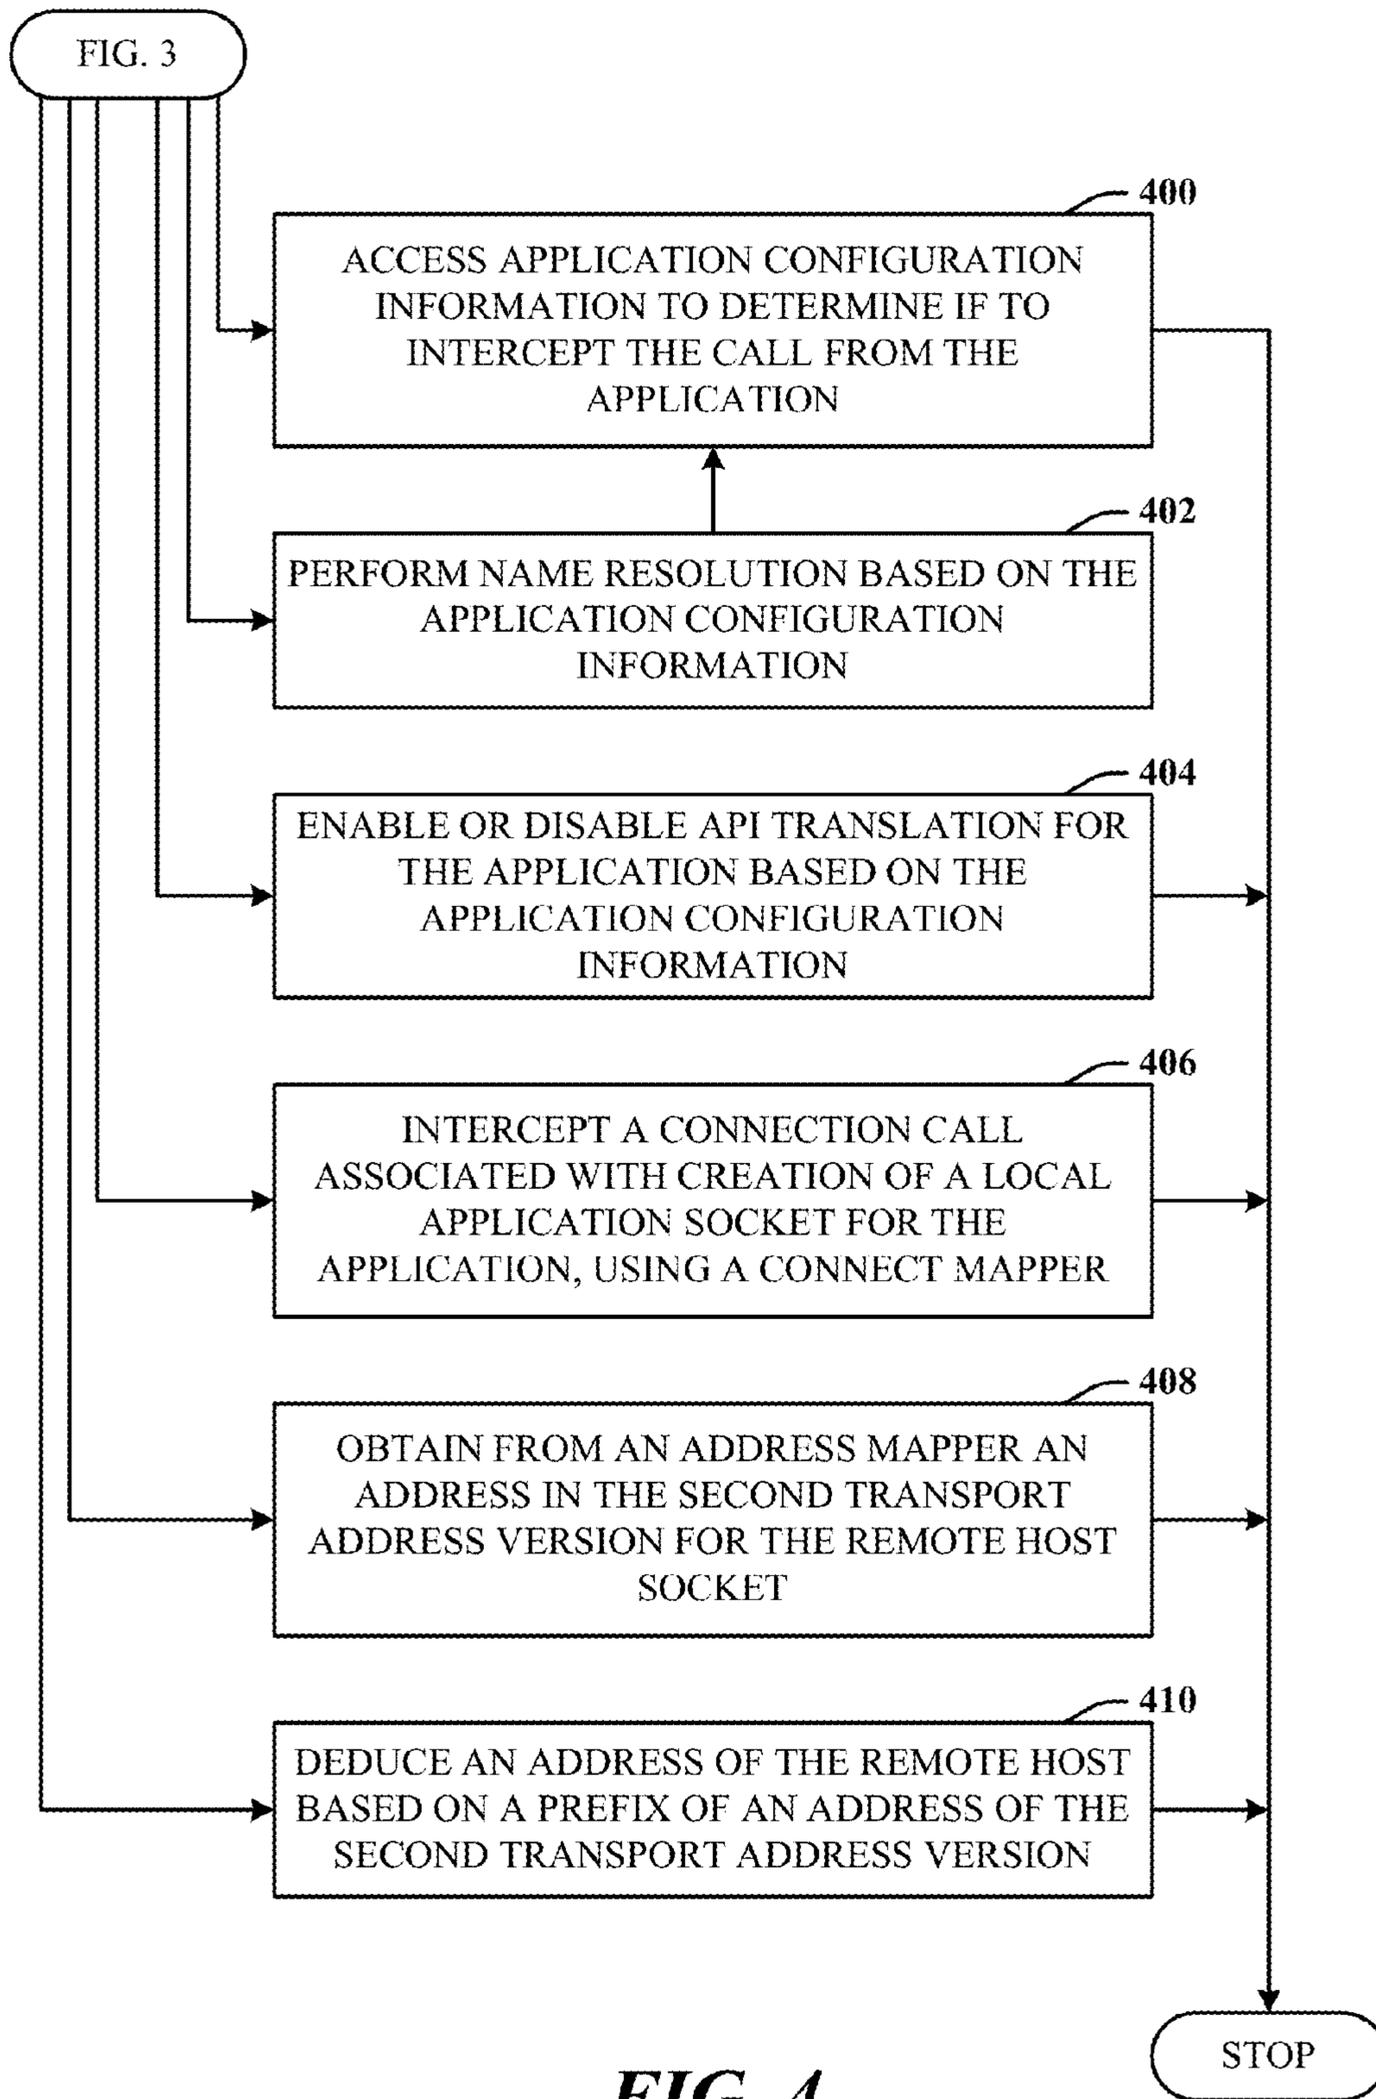 FIG. 3
400
ACCESS APPLICATION CONFIGURATION
INFORMATION TO DETERMINE IF TO
INTERCEPT THE CALL FROM THE
APPLICATION
402
PERFORM NAME RESOLUTION BASED ON THE
APPLICATION CONFIGURATION
INFORMATION
404
ENABLE OR DISABLE API TRANSLATION FOR
THE APPLICATION BASED ON THE
APPLICATION CONFIGURATION
INFORMATION
406
INTERCEPT A CONNECTION CALL
ASSOCIATED WITH CREATION OF A LOCAL
APPLICATION SOCKET FOR THE
APPLICATION, USING A CONNECT MAPPER
408
OBTAIN FROM AN ADDRESS MAPPER AN
ADDRESS IN THE SECOND TRANSPORT
ADDRESS VERSION FOR THE REMOTE HOST
SOCKET
410
DEDUCE AN ADDRESS OF THE REMOTE HOST
BASED ON A PREFIX OF AN ADDRESS OF THE
SECOND TRANSPORT ADDRESS VERSION
STOP
FIG. 4